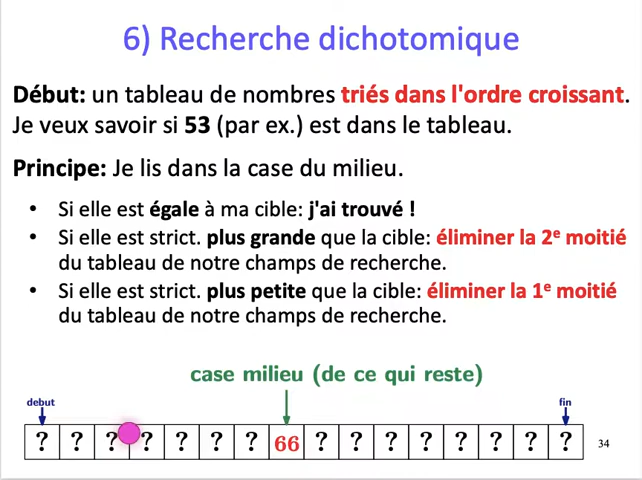 6) Recherche dichotomique
Début: un tableau de nombres triés dans l'ordre croissant.
Je veux savoir si 53 (par ex.) est dans le tableau.
Principe: Je lis dans la case du milieu.
• Si elle est égale à ma cible: j'ai trouvé !
• Si elle est strict. plus grande que la cible: éliminer la 2e moitié
du tableau de notre champs de recherche.
• Si elle est strict. plus petite que la cible: éliminer la 1e moitié
du tableau de notre champs de recherche.
case milieu (de ce qui reste)
debut fin
? ? ? ? ? ? ? 66 ? ? ? ? ? ? ? ?
34